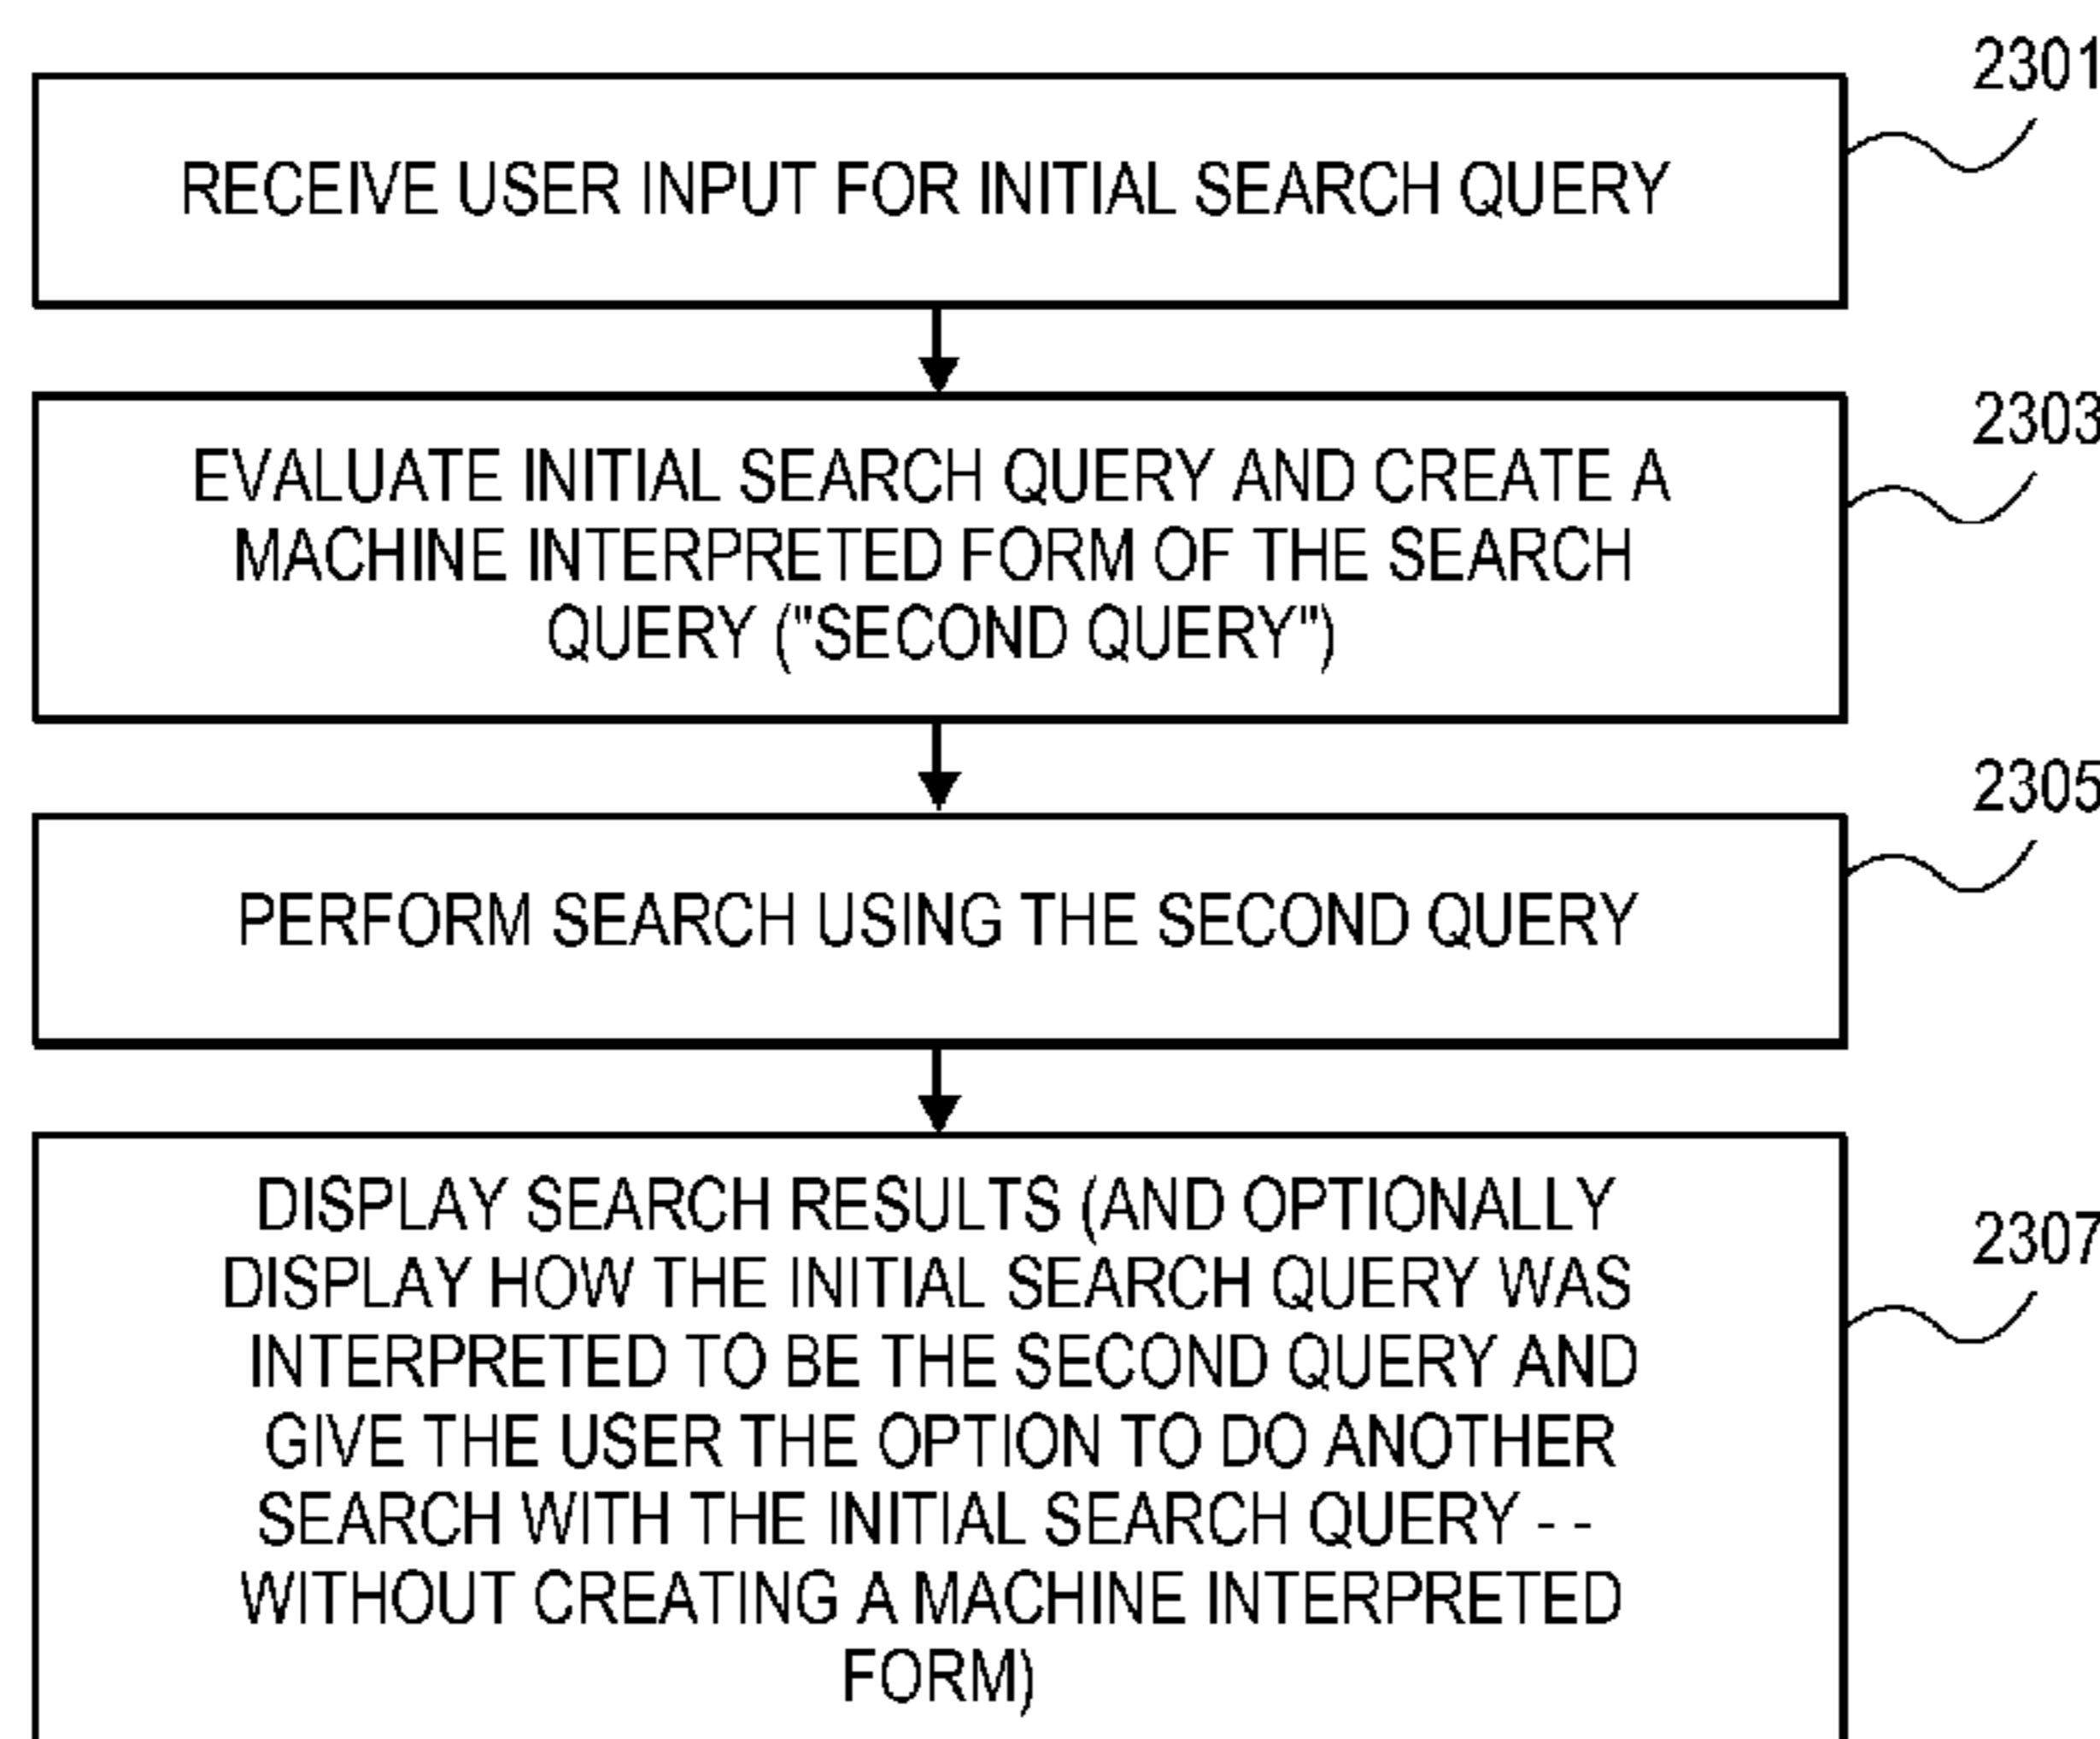 2301
RECEIVE USER INPUT FOR INITIAL SEARCH QUERY
2303
EVALUATE INITIAL SEARCH QUERY AND CREATE A
MACHINE INTERPRETED FORM OF THE SEARCH
QUERY ("SECOND QUERY")
2305
PERFORM SEARCH USING THE SECOND QUERY
2307
DISPLAY SEARCH RESULTS (AND OPTIONALLY
DISPLAY HOW THE INITIAL SEARCH QUERY WAS
INTERPRETED TO BE THE SECOND QUERY AND
GIVE THE USER THE OPTION TO DO ANOTHER
SEARCH WITH THE INITIAL SEARCH QUERY - -
WITHOUT CREATING A MACHINE INTERPRETED
FORM)